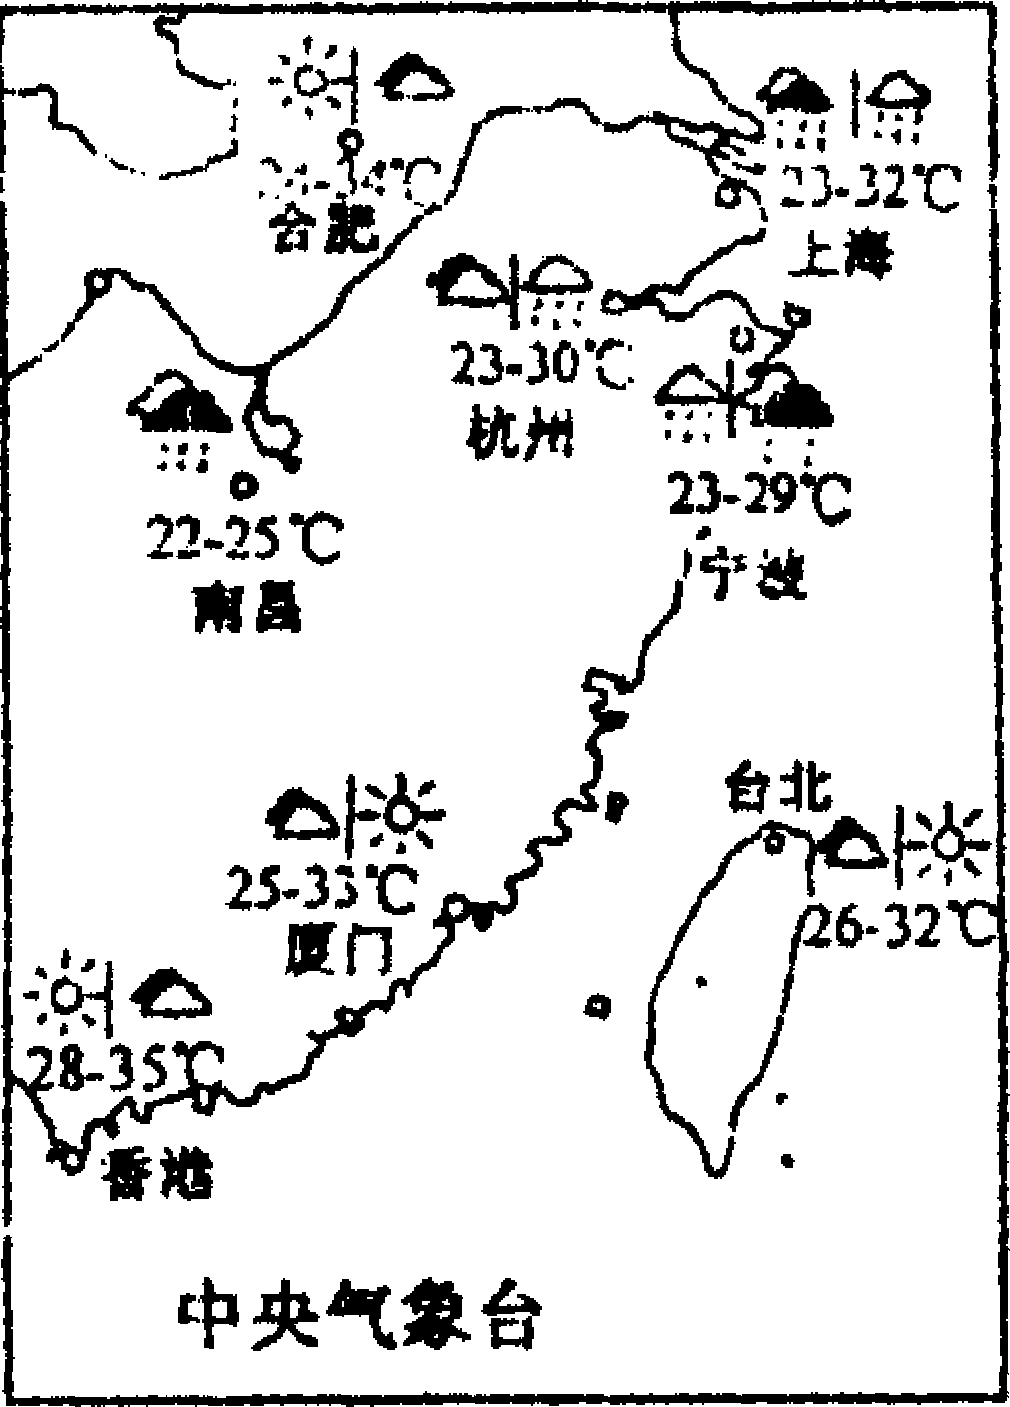 合肥
23-32℃
上海
23-30℃
杭州
23-29℃
宁波
22-25℃
南昌
台北
26-32℃
25-33℃
厦门
28-35℃
香港
中央气象台